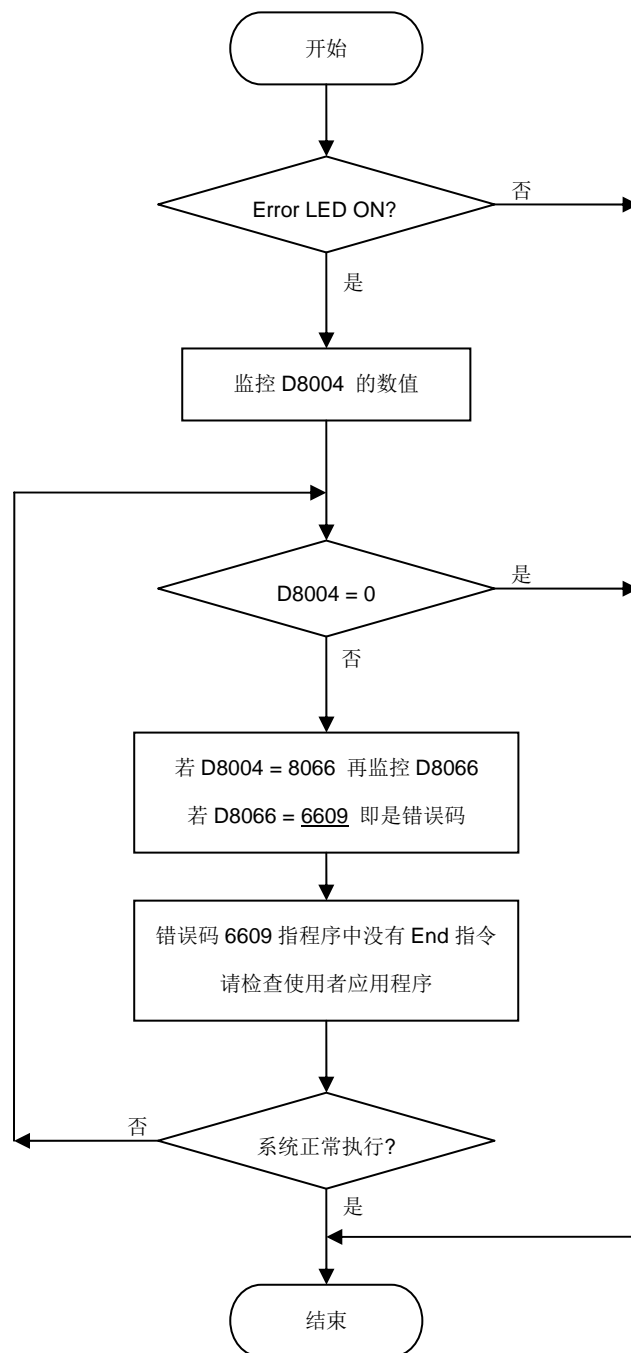 开始
Error LED ON?
否
是
监控 D8004 的数值
D8004 = 0
是
否
若 D8004 = 8066 再监控 D8066
若 D8066 = 6609 即是错误码
错误码 6609 指程序中没有 End 指令
请检查使用者应用程序
否
系统正常执行?
是
结束